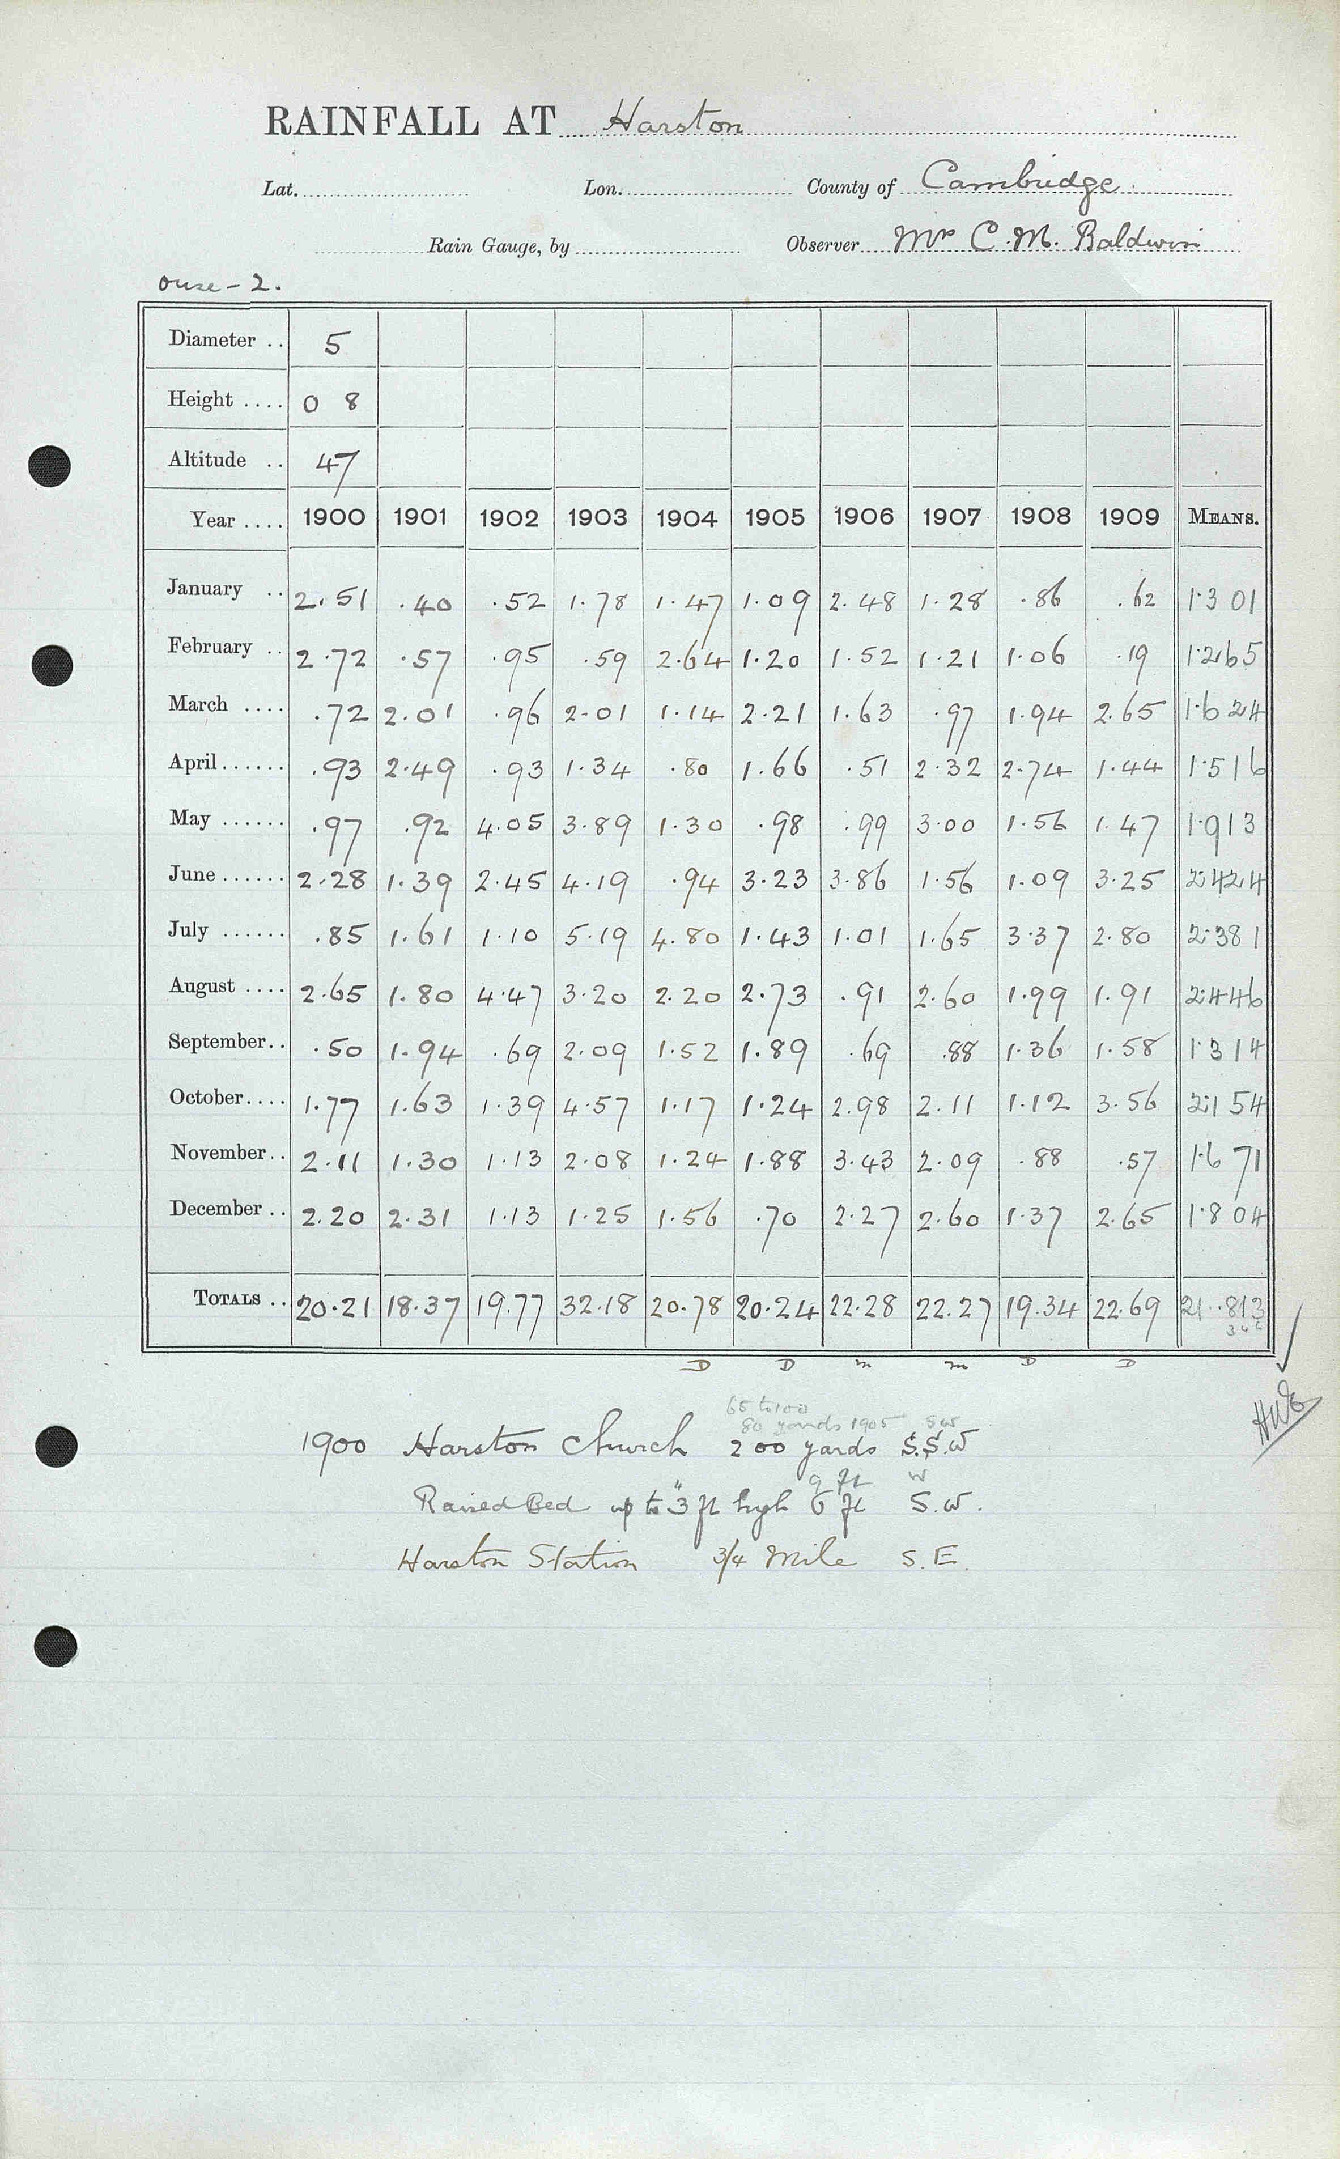 RAINFALL AT Harston
Lat. Lon. County of Cambridge
Rain Gauge, by Observer Mrs C. M. Baldwin
ouse - 2.
Diameter .. 5
Height .... 0 8
Altitude .. 47
Year .... 1900 1901 1902 1903 1904 1905 1906 1907 1908 1909 MEANS.
January .. 2.51 .40 .52 1.78 1.47 1.09 2.48 1.28 .86 .62 1.301
February .. 2.72 .57 .95 .59 2.64 1.20 1.52 1.21 1.06 .19 1.265
March .... .72 2.01 .96 2.01 1.14 2.21 1.63 .97 1.94 2.65 1.624
April ...... .93 2.49 .93 1.34 .80 1.66 .51 2.32 2.74 1.44 1.516
May ...... .97 .92 4.05 3.89 1.30 .98 .99 3.00 1.56 1.47 1.913
June ...... 2.28 1.39 2.45 4.19 .94 3.23 3.86 1.56 1.09 3.25 2.424
July ...... .85 1.61 1.10 5.19 4.80 1.43 1.01 1.65 3.37 2.80 2.381
August .... 2.65 1.80 4.47 3.20 2.20 2.73 .91 2.60 1.99 1.91 2.446
September .. .50 1.94 .69 2.09 1.52 1.89 .69 .88 1.36 1.58 1.314
October .... 1.77 1.63 1.39 4.57 1.17 1.24 2.98 2.11 1.12 3.56 2.154
November .. 2.11 1.30 1.13 2.08 1.24 1.88 3.43 2.09 .88 .57 1.671
December .. 2.20 2.31 1.13 1.25 1.56 .70 2.27 2.60 1.37 2.65 1.804
TOTALS .. 20.21 18.37 19.77 32.18 20.78 20.24 22.28 22.27 19.34 22.69 21.813
D D m m D D
65 to 100
80 yards 1905 SW
1900 Harston Church 200 yards S.S.W
9 ft W
Raised Bed up to 3 ft high 6 ft S.W.
Harston Station 3/4 Mile S.E.